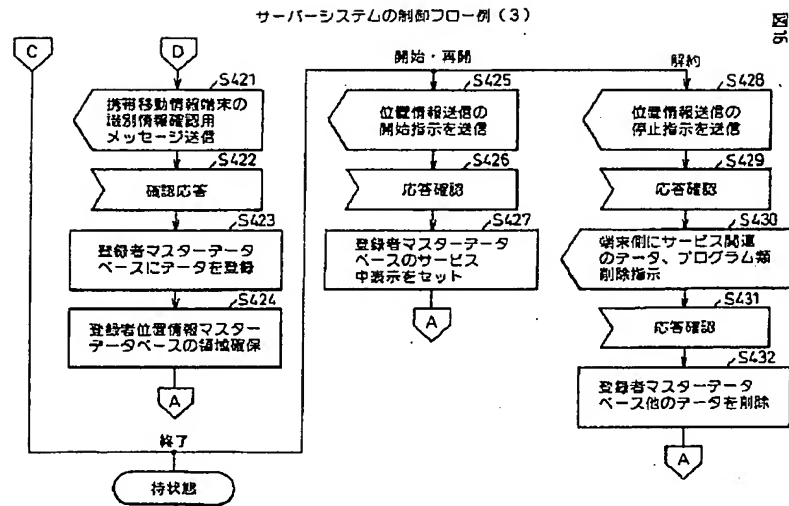 サーバーシステムの制御フロー例(3)
図16
C
D
S421
携帯移動情報端末の
識別情報確認用
メッセージ送信
S422
確認応答
S423
登録者マスターデータ
ベースにデータを登録
S424
登録者位置情報マスター
データベースの領域確保
A
終了
待状態
開始・再開
S425
位置情報送信の
開始指示を送信
S426
応答確認
S427
登録者マスターデータ
ベースのサービス
中表示をセット
A
解約
S428
位置情報送信の
停止指示を送信
S429
応答確認
S430
端末側にサービス関連
のデータ、プログラム類
削除指示
S431
応答確認
S432
登録者マスターデータ
ベース他のデータを削除
A